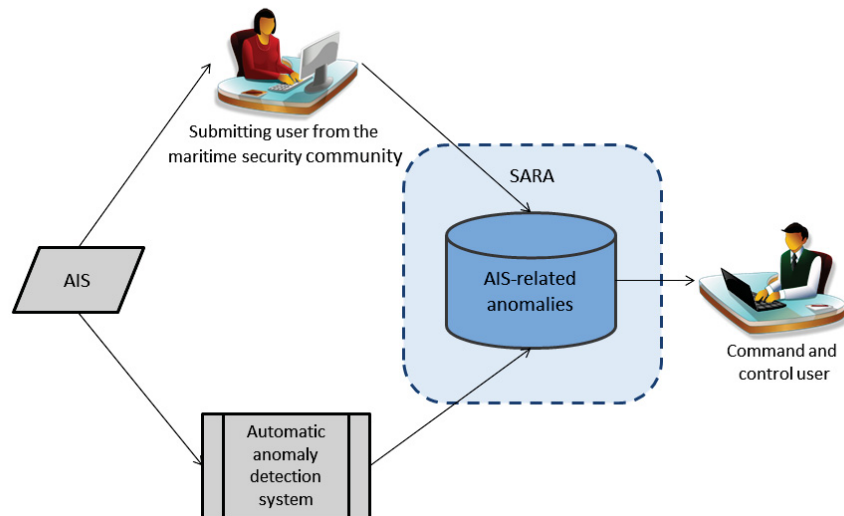 Submitting user from the
maritime security community
SARA
AIS
AIS-related
anomalies
Command and
control user
Automatic
anomaly
detection
system